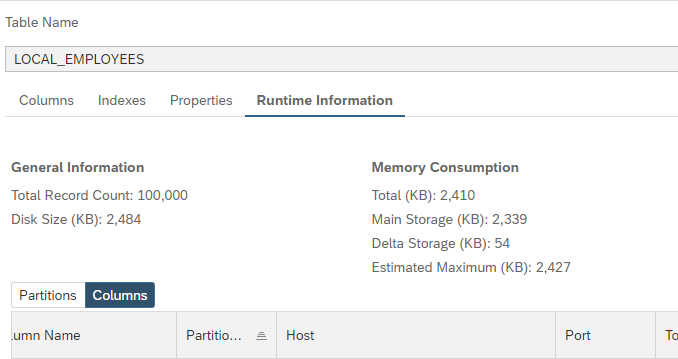 Table Name
LOCAL_EMPLOYEES
Columns Indexes Properties Runtime Information
General Information
Total Record Count: 100,000
Disk Size (KB): 2,484
Memory Consumption
Total (KB): 2,410
Main Storage (KB): 2,339
Delta Storage (KB): 54
Estimated Maximum (KB): 2,427
Partitions Columns
umn Name Partitio... Host Port To